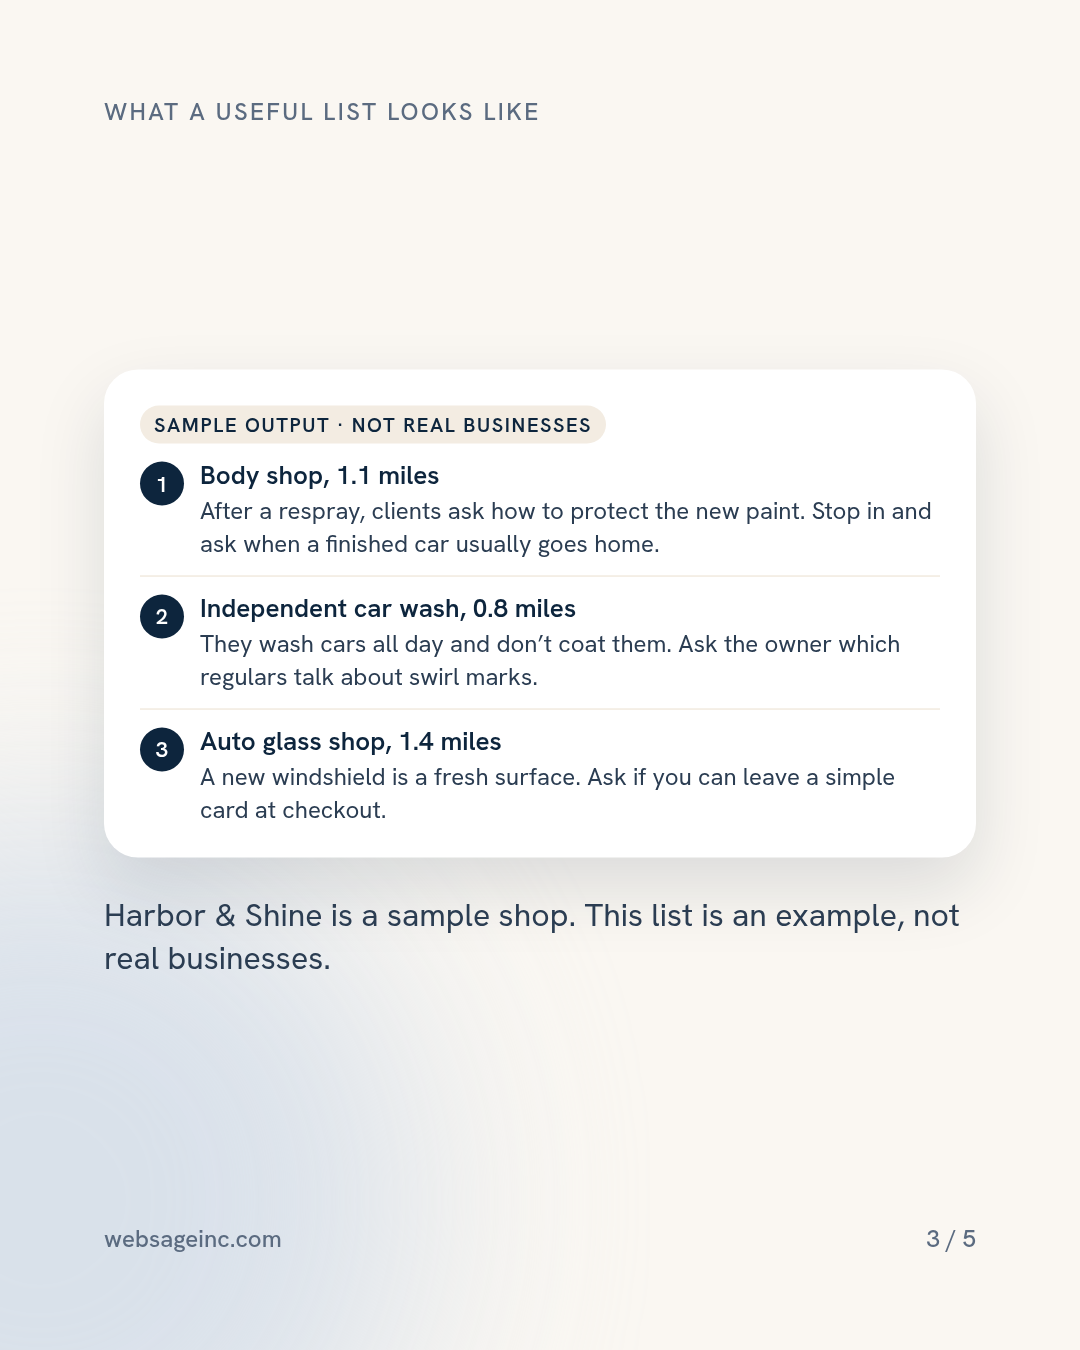 WHAT A USEFUL LIST LOOKS LIKE
SAMPLE OUTPUT · NOT REAL BUSINESSES
1
Body shop, 1.1 miles
After a respray, clients ask how to protect the new paint. Stop in and
ask when a finished car usually goes home.
2
Independent car wash, 0.8 miles
They wash cars all day and don’t coat them. Ask the owner which
regulars talk about swirl marks.
3
Auto glass shop, 1.4 miles
A new windshield is a fresh surface. Ask if you can leave a simple
card at checkout.
Harbor & Shine is a sample shop. This list is an example, not
real businesses.
websageinc.com
3 / 5